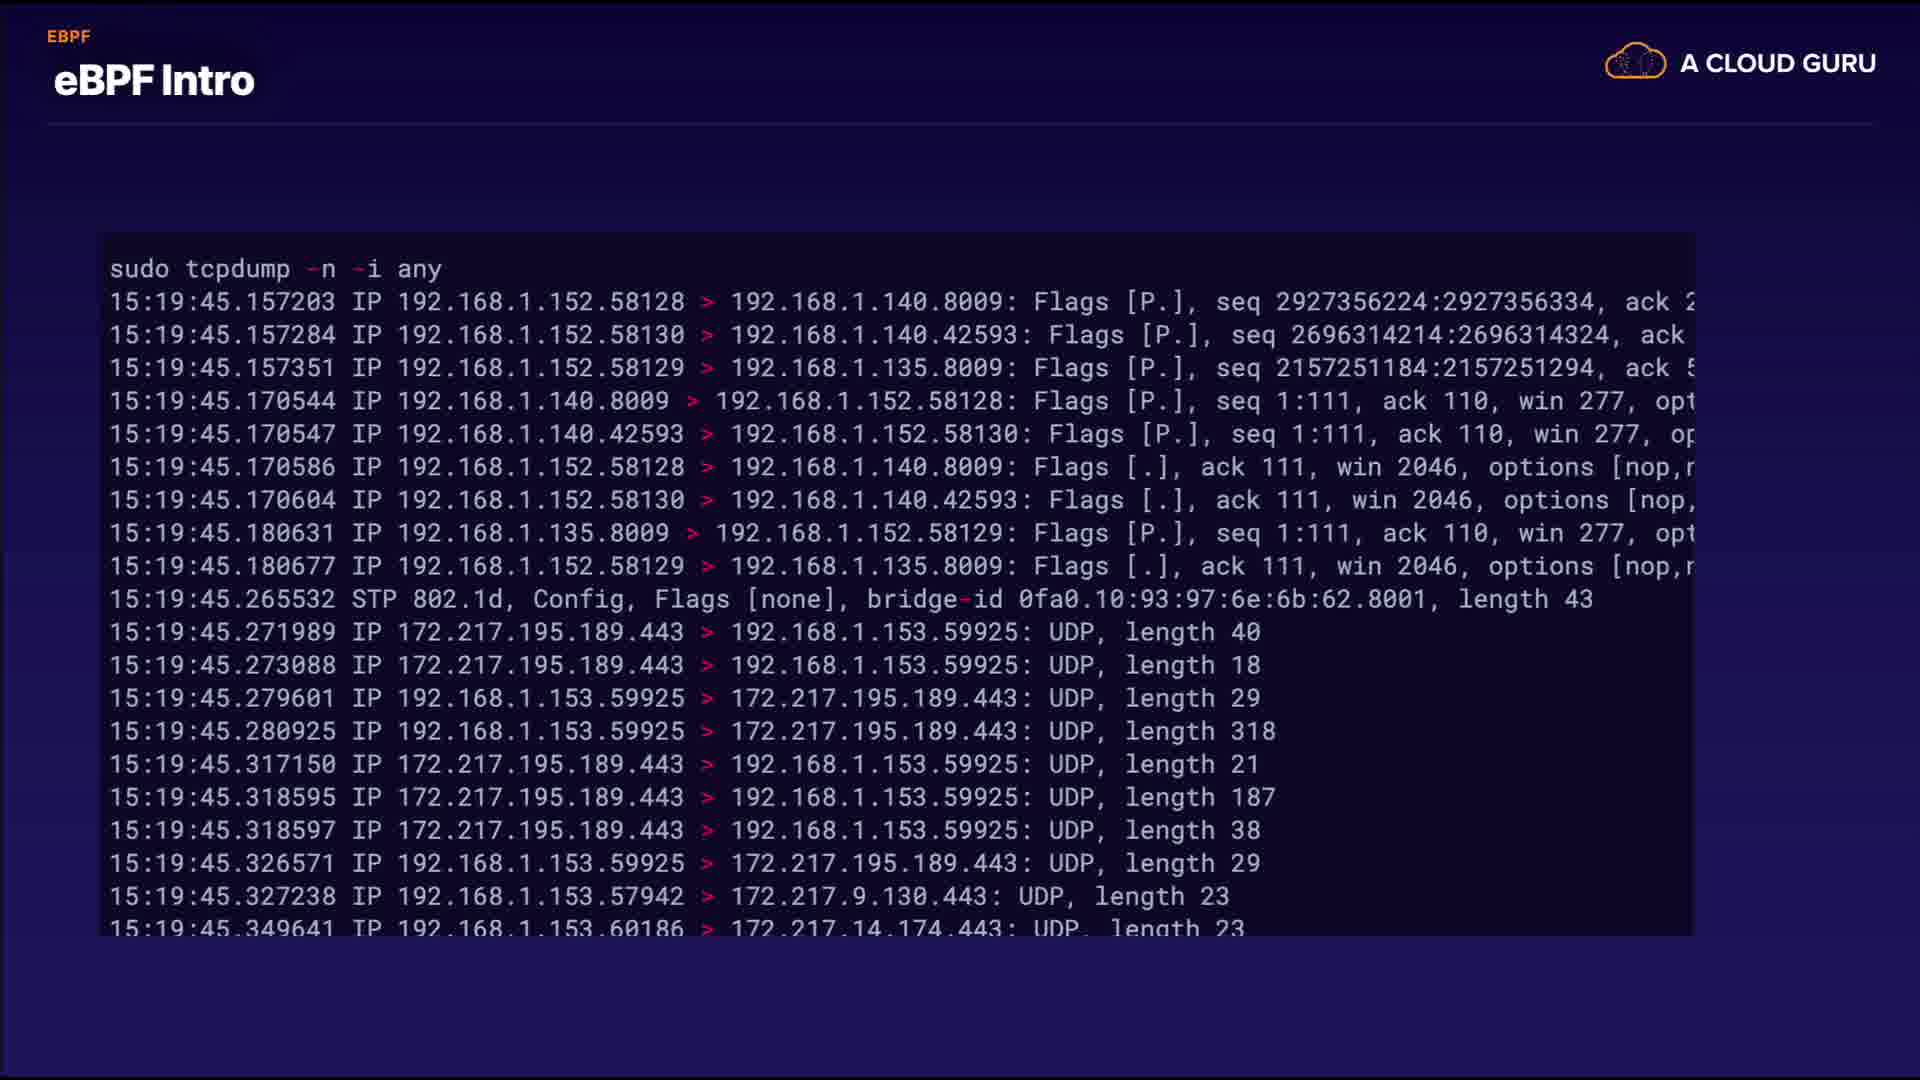 EBPF
eBPF Intro
A CLOUD GURU
sudo tcpdump -n -i any
15:19:45.157203 IP 192.168.1.152.58128 > 192.168.1.140.8009: Flags [P.], seq 2927356224:2927356334, ack 2
15:19:45.157284 IP 192.168.1.152.58130 > 192.168.1.140.42593: Flags [P.], seq 2696314214:2696314324, ack
15:19:45.157351 IP 192.168.1.152.58129 > 192.168.1.135.8009: Flags [P.], seq 2157251184:2157251294, ack 5
15:19:45.170544 IP 192.168.1.140.8009 > 192.168.1.152.58128: Flags [P.], seq 1:111, ack 110, win 277, opt
15:19:45.170547 IP 192.168.1.140.42593 > 192.168.1.152.58130: Flags [P.], seq 1:111, ack 110, win 277, op
15:19:45.170586 IP 192.168.1.152.58128 > 192.168.1.140.8009: Flags [.], ack 111, win 2046, options [nop,n
15:19:45.170604 IP 192.168.1.152.58130 > 192.168.1.140.42593: Flags [.], ack 111, win 2046, options [nop,
15:19:45.180631 IP 192.168.1.135.8009 > 192.168.1.152.58129: Flags [P.], seq 1:111, ack 110, win 277, opt
15:19:45.180677 IP 192.168.1.152.58129 > 192.168.1.135.8009: Flags [.], ack 111, win 2046, options [nop,n
15:19:45.265532 STP 802.1d, Config, Flags [none], bridge-id 0fa0.10:93:97:6e:6b:62.8001, length 43
15:19:45.271989 IP 172.217.195.189.443 > 192.168.1.153.59925: UDP, length 40
15:19:45.273088 IP 172.217.195.189.443 > 192.168.1.153.59925: UDP, length 18
15:19:45.279601 IP 192.168.1.153.59925 > 172.217.195.189.443: UDP, length 29
15:19:45.280925 IP 192.168.1.153.59925 > 172.217.195.189.443: UDP, length 318
15:19:45.317150 IP 172.217.195.189.443 > 192.168.1.153.59925: UDP, length 21
15:19:45.318595 IP 172.217.195.189.443 > 192.168.1.153.59925: UDP, length 187
15:19:45.318597 IP 172.217.195.189.443 > 192.168.1.153.59925: UDP, length 38
15:19:45.326571 IP 192.168.1.153.59925 > 172.217.195.189.443: UDP, length 29
15:19:45.327238 IP 192.168.1.153.57942 > 172.217.9.130.443: UDP, length 23
15:19:45.349641 IP 192.168.1.153.60186 > 172.217.14.174.443: UDP, length 23